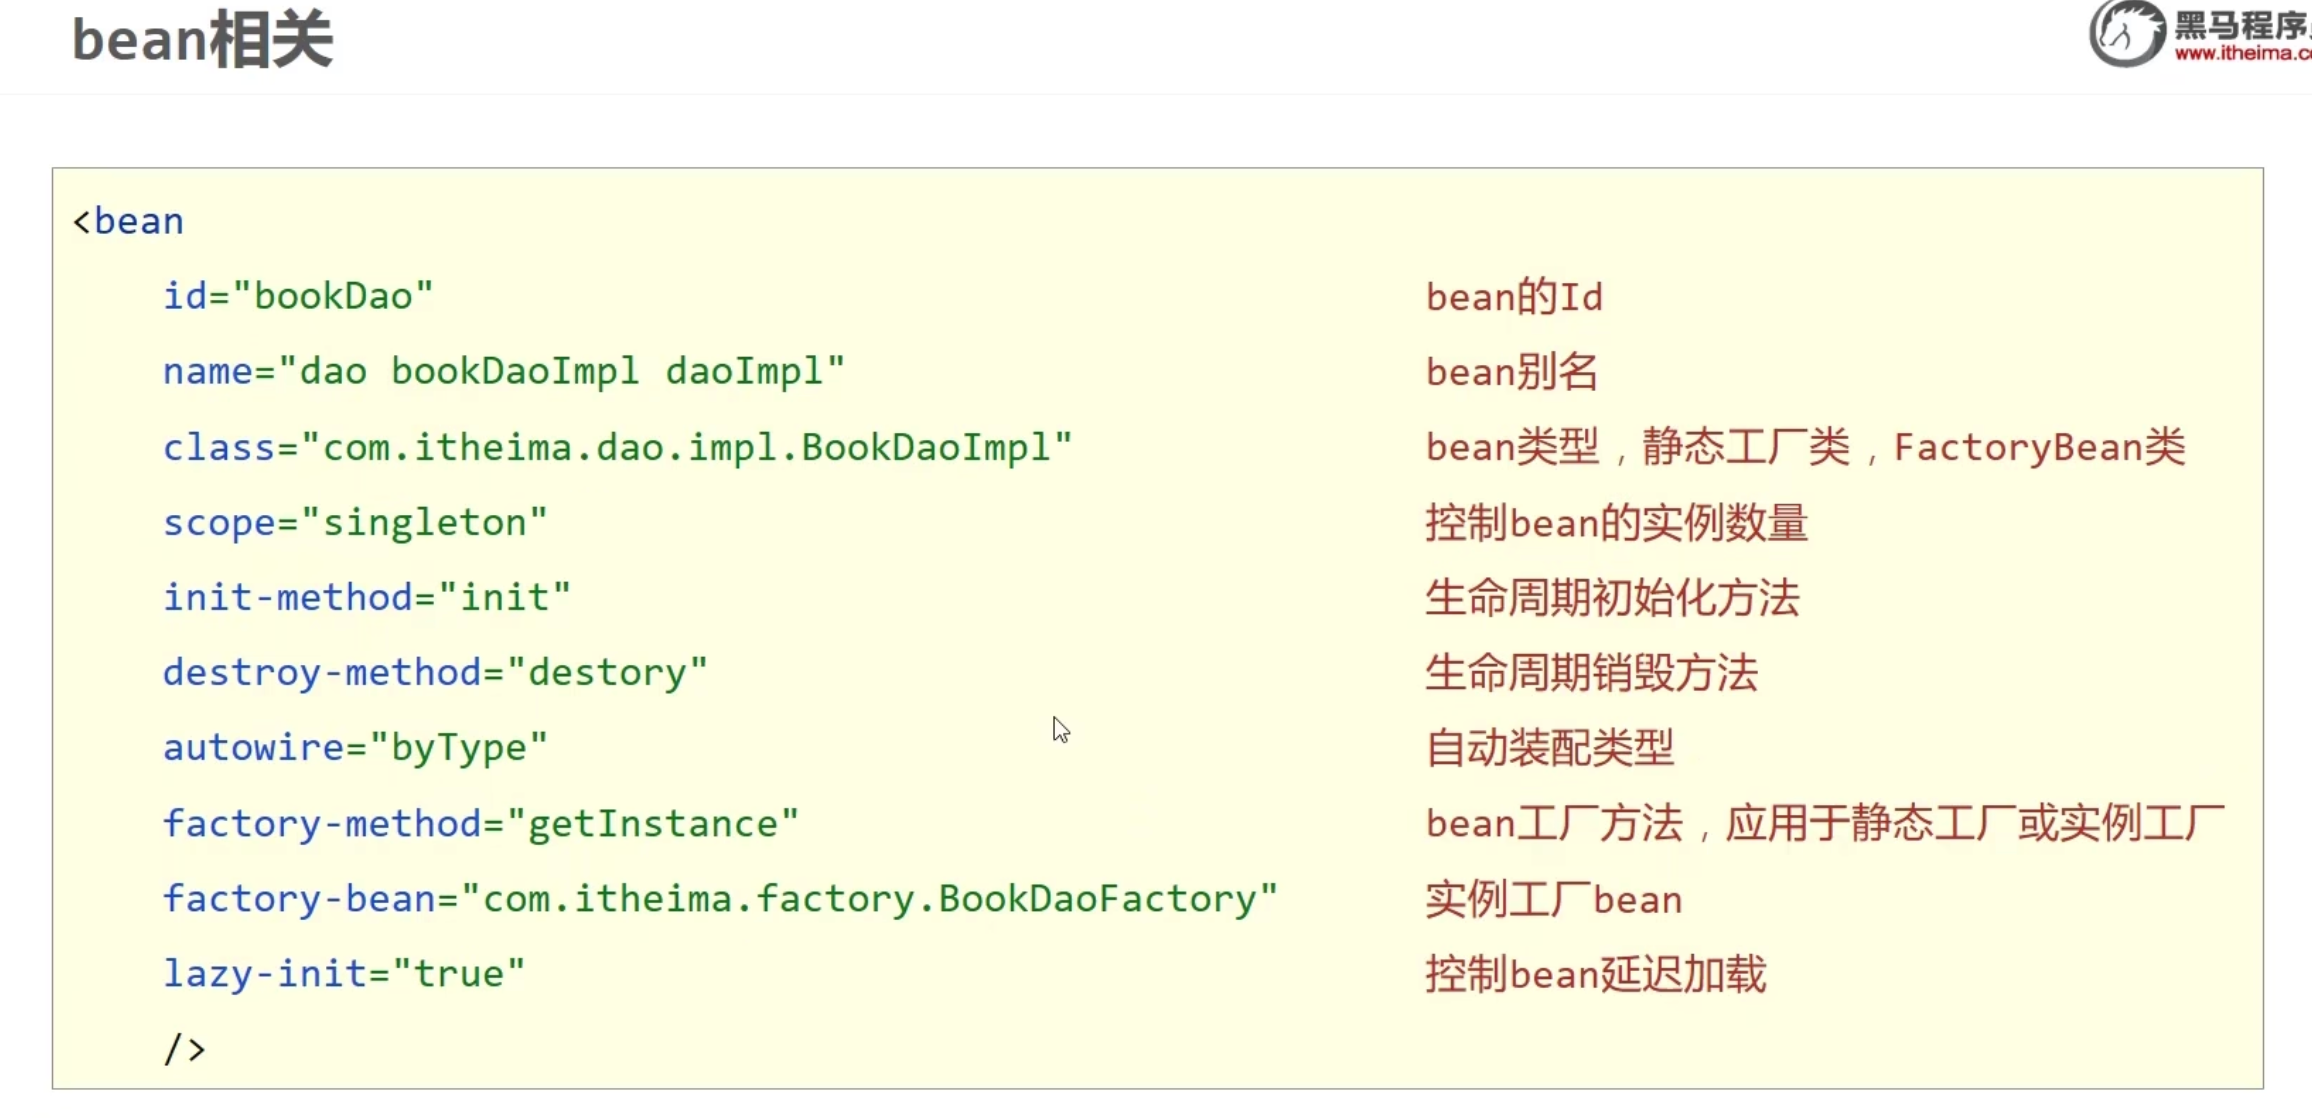 bean相关
黑马程序
www.itheima.c
<bean
id="bookDao" bean的Id
name="dao bookDaoImpl daoImpl" bean别名
class="com.itheima.dao.impl.BookDaoImpl" bean类型，静态工厂类，FactoryBean类
scope="singleton" 控制bean的实例数量
init-method="init" 生命周期初始化方法
destroy-method="destory" 生命周期销毁方法
autowire="byType" 自动装配类型
factory-method="getInstance" bean工厂方法，应用于静态工厂或实例工厂
factory-bean="com.itheima.factory.BookDaoFactory" 实例工厂bean
lazy-init="true" 控制bean延迟加载
/>